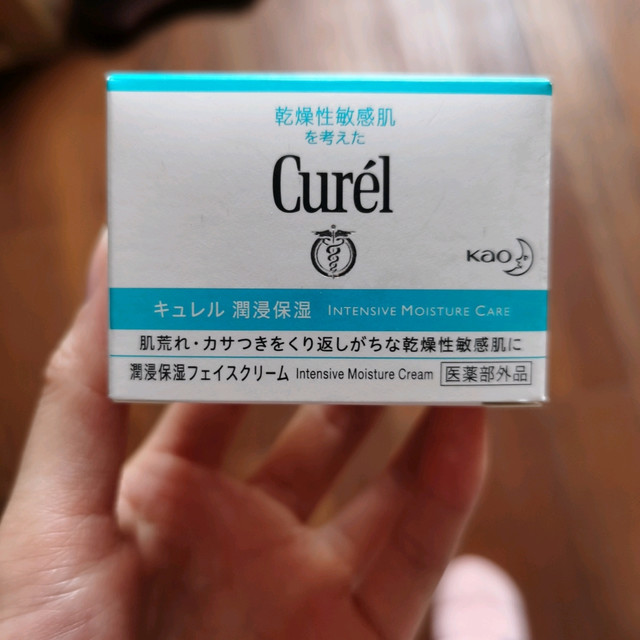 乾燥性敏感肌
を考えた
Curél
Kao
キュレル 潤浸保湿 INTENSIVE MOISTURE CARE
肌荒れ・カサつきをくり返しがちな乾燥性敏感肌に
潤浸保湿フェイスクリーム Intensive Moisture Cream 医薬部外品